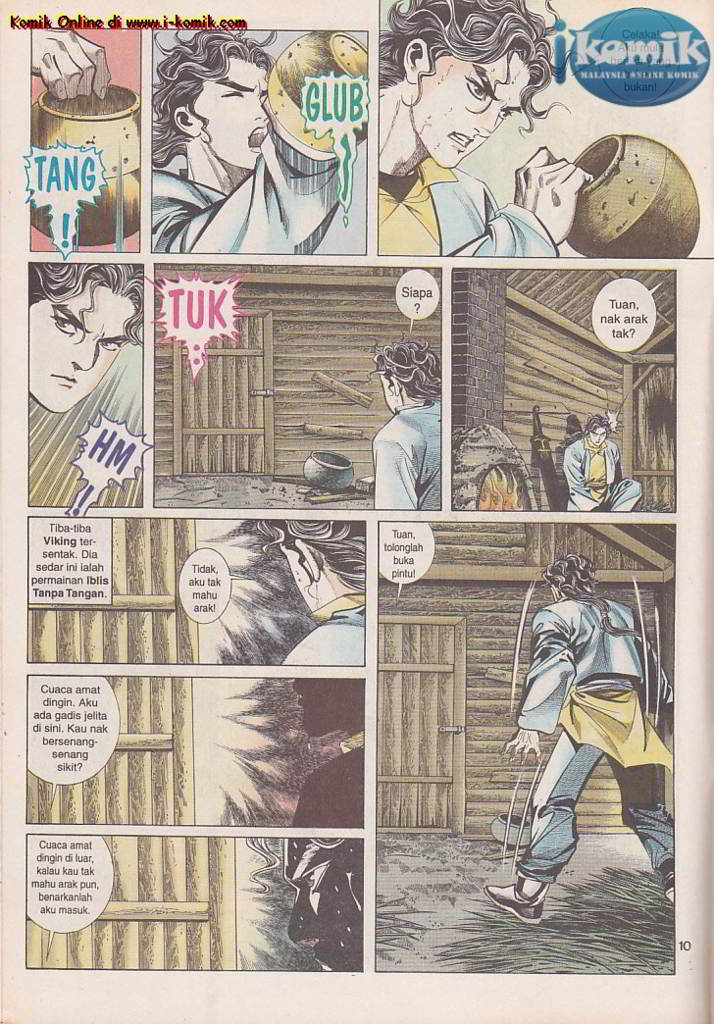 Komik Online di www.i-komik.com
TANG
!
GLUB
!
Celaka!
Aku
bukan!
ikomik
MALAYSIA ONLINE KOMIK
HM
!!
TUK
!
Siapa
?
Tuan,
nak arak
tak?
Tiba-tiba
Viking ter-
sentak. Dia
sedar ini ialah
permainan Iblis
Tanpa Tangan.
Tidak,
aku tak
mahu
arak!
Tuan,
tolonglah
buka
pintu!
Cuaca amat
dingin. Aku
ada gadis jelita
di sini. Kau nak
bersenang-
senang
sikit?
Cuaca amat
dingin di luar,
kalau kau tak
mahu arak pun,
benarkanlah
aku masuk.
10